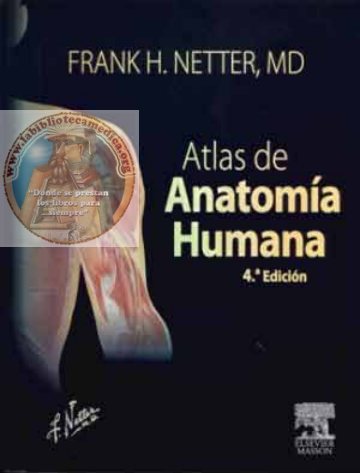 FRANK H. NETTER, MD
www.labibliotecamedica.org
"Donde se prestan
los libros para
siempre"
Atlas de
Anatomía
Humana
4.ª Edición
F. Netter
ELSEVIER
MASSON